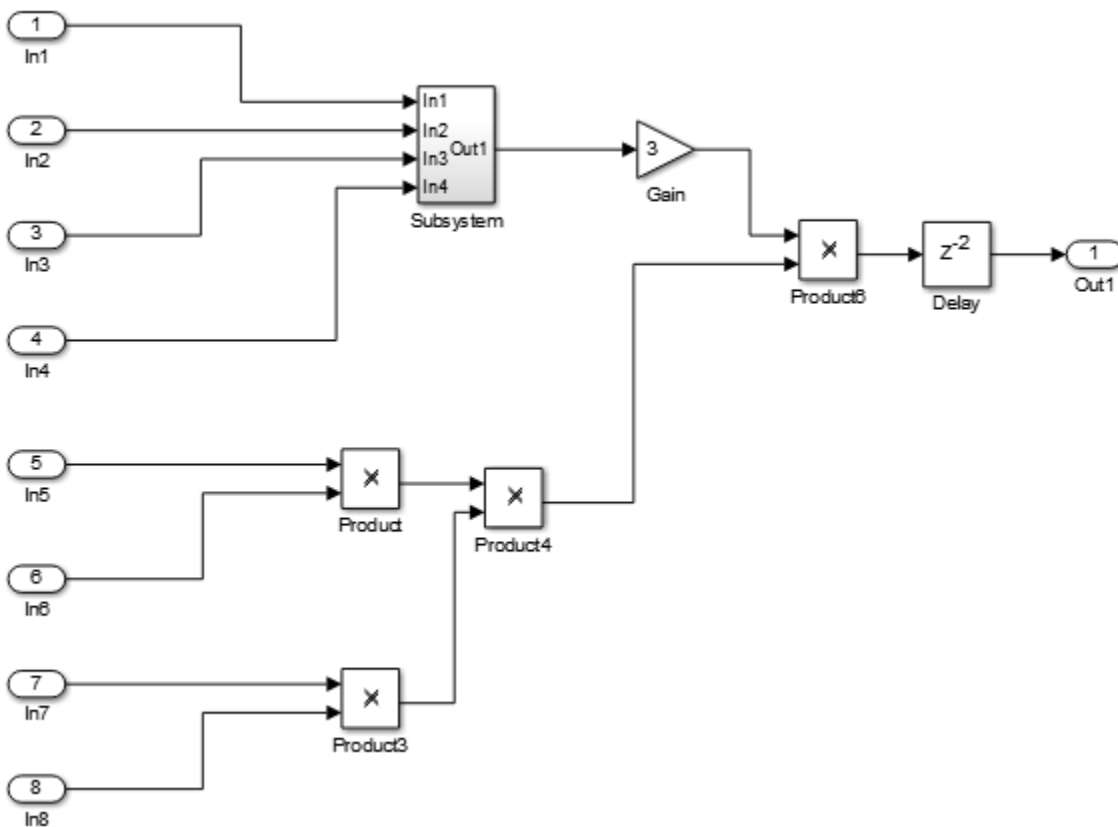 1
In1
2
In2
3
In3
4
In4
In1
In2
In3
In4
Out1
Subsystem
3
Gain
×
Product6
Z-2
Delay
1
Out1
5
In5
6
In6
×
Product
×
Product4
7
In7
8
In8
×
Product3